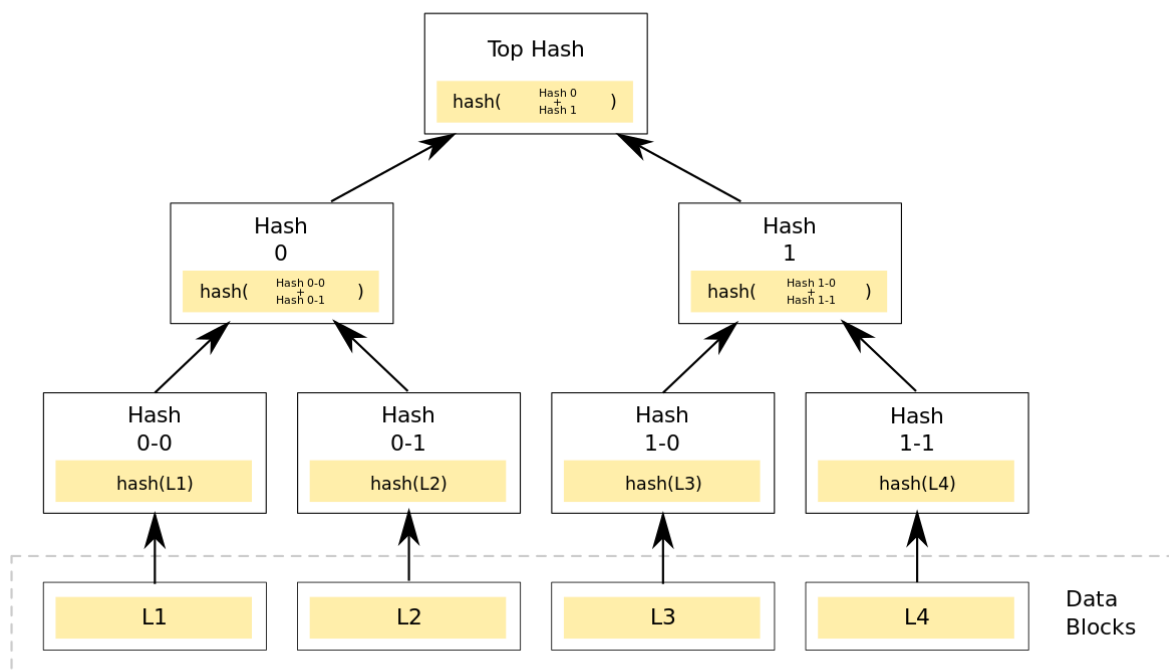 Top Hash
hash( Hash 0 + Hash 1 )
Hash
0
hash( Hash 0-0 + Hash 0-1 )
Hash
1
hash( Hash 1-0 + Hash 1-1 )
Hash
0-0
hash(L1)
Hash
0-1
hash(L2)
Hash
1-0
hash(L3)
Hash
1-1
hash(L4)
L1
L2
L3
L4
Data
Blocks